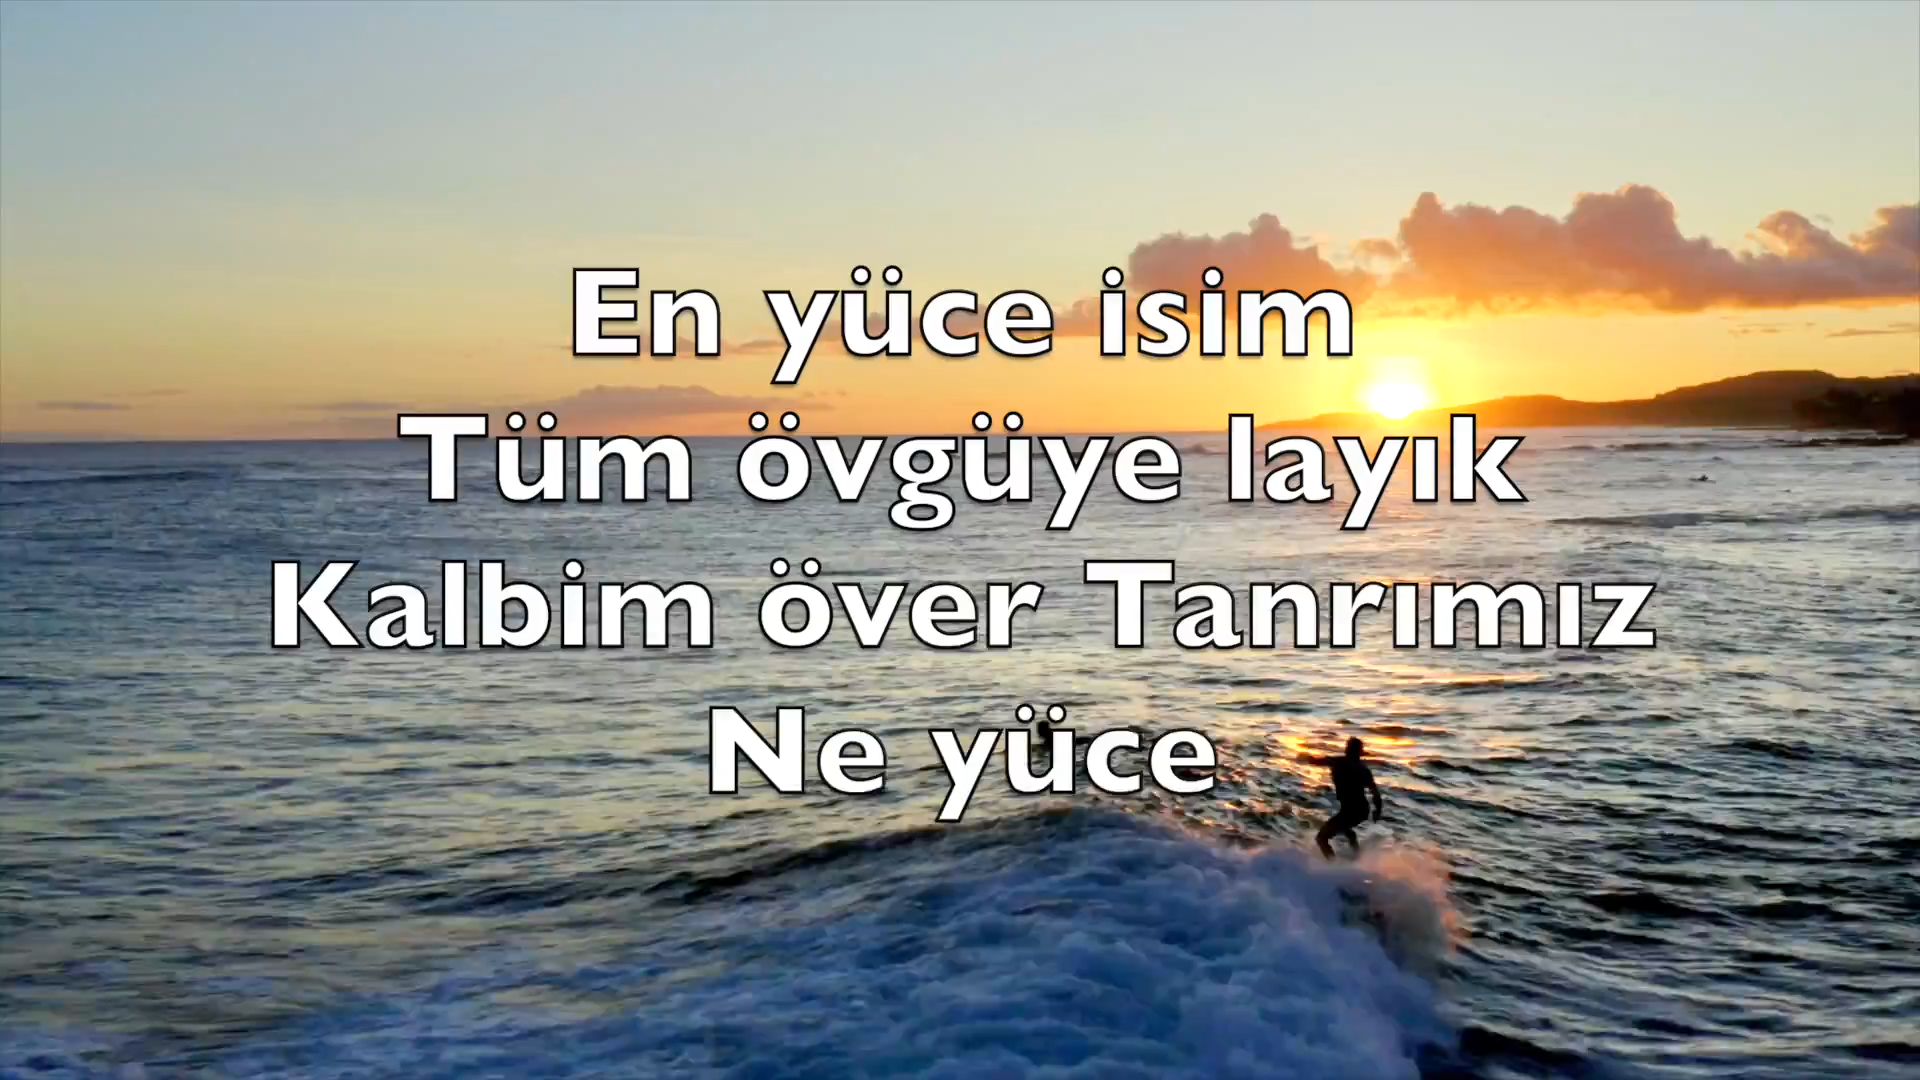 En yüce isim
Tüm övgüye layık
Kalbim över Tanrımız
Ne yüce